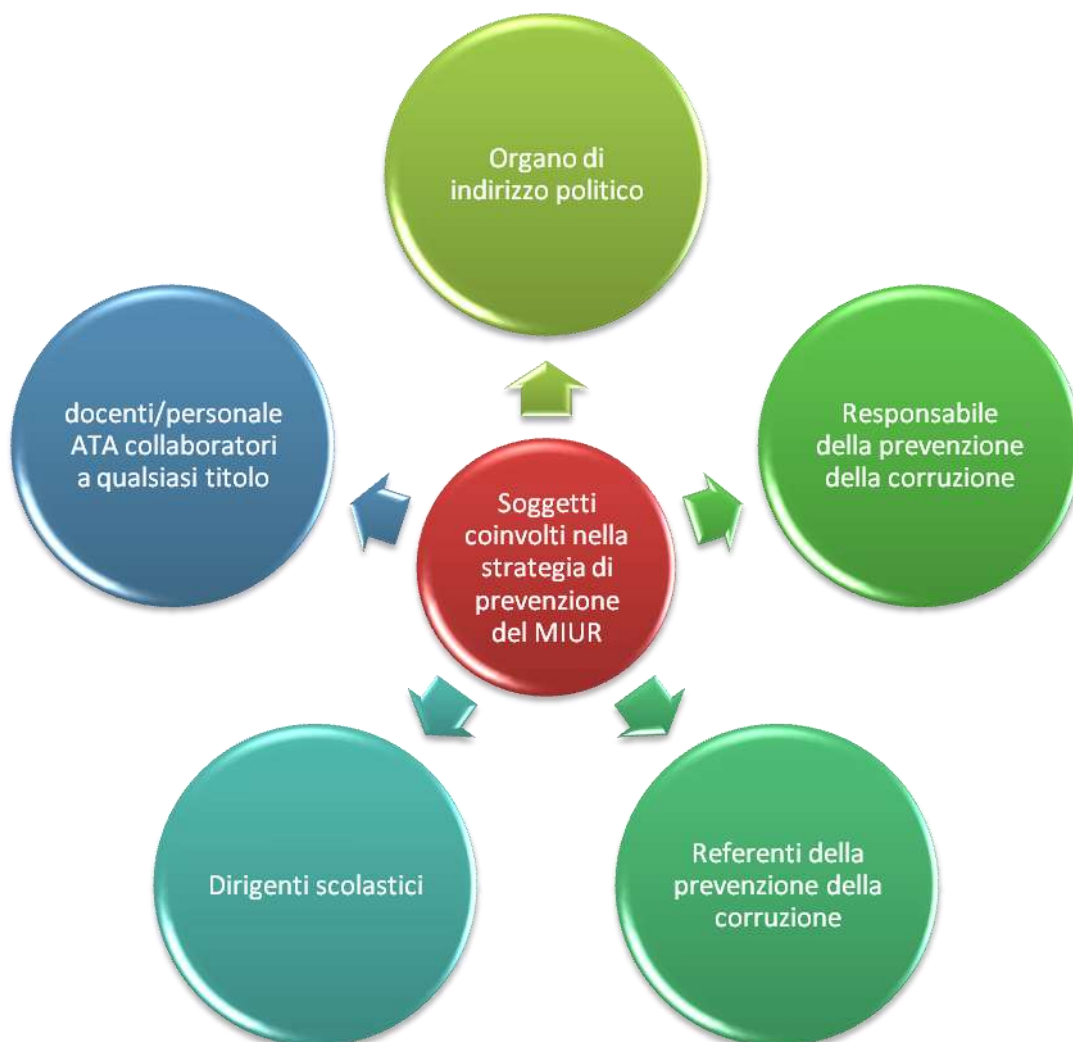 Organo di
indirizzo politico
Responsabile
della prevenzione
della corruzione
Referenti della
prevenzione della
corruzione
Dirigenti scolastici
docenti/personale
ATA collaboratori
a qualsiasi titolo
Soggetti
coinvolti nella
strategia di
prevenzione
del MIUR